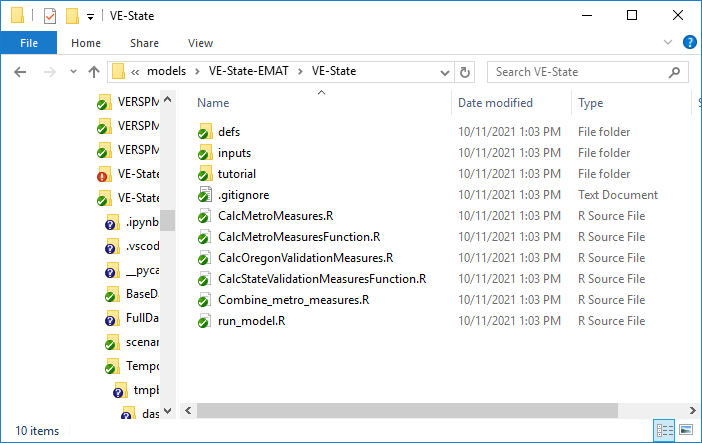 VE-State
File Home Share View
models VE-State-EMAT VE-State Search VE-State
VERSPM
VERSPM
VERSPM
VE-State
VE-State
.ipynb
.vscod
__pyca
BaseDa
FullDa
scenar
Tempo
tmpb
das
Name Date modified Type S
defs 10/11/2021 1:03 PM File folder
inputs 10/11/2021 1:03 PM File folder
tutorial 10/11/2021 1:03 PM File folder
.gitignore 10/11/2021 1:03 PM Text Document
CalcMetroMeasures.R 10/11/2021 1:03 PM R Source File
CalcMetroMeasuresFunction.R 10/11/2021 1:03 PM R Source File
CalcOregonValidationMeasures.R 10/11/2021 1:03 PM R Source File
CalcStateValidationMeasuresFunction.R 10/11/2021 1:03 PM R Source File
Combine_metro_measures.R 10/11/2021 1:03 PM R Source File
run_model.R 10/11/2021 1:03 PM R Source File
10 items